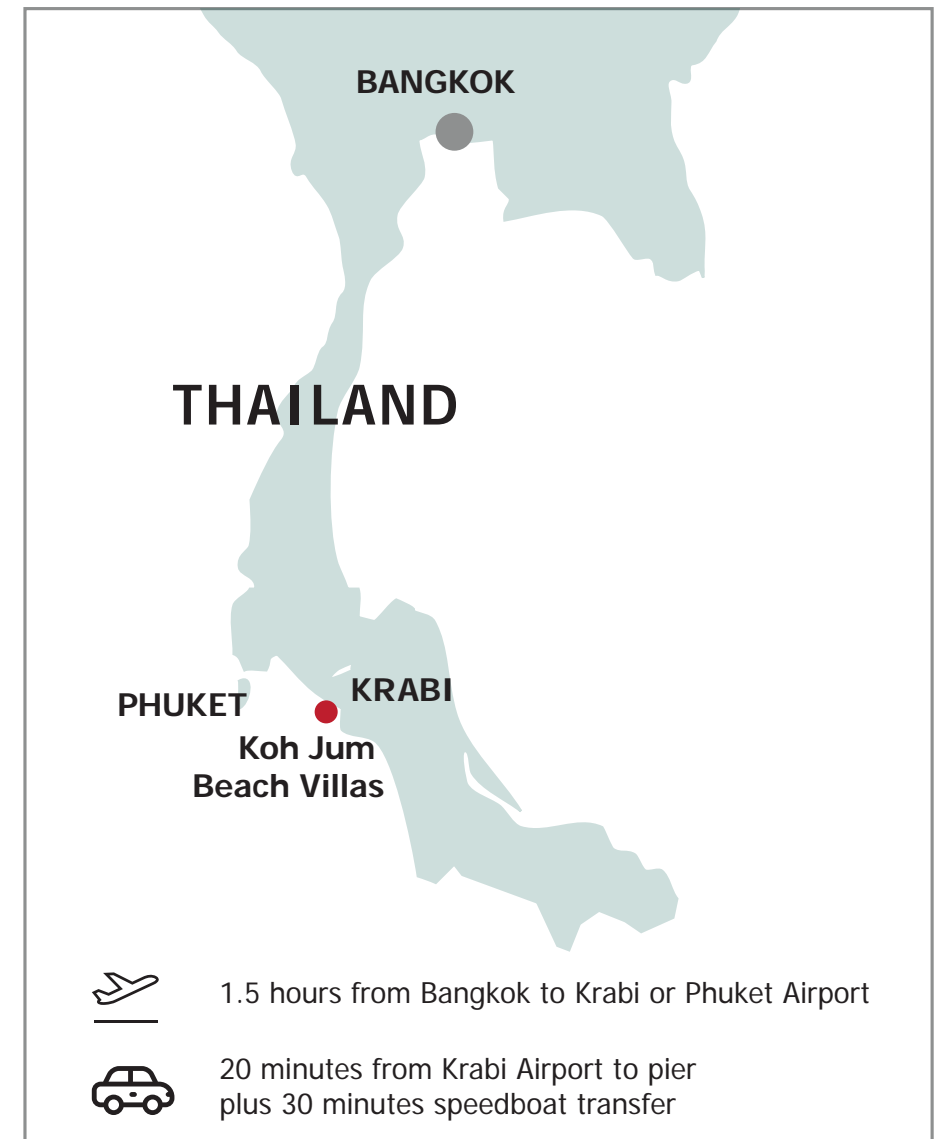 BANGKOK
THAILAND
KRABI
PHUKET
Koh Jum
Beach Villas
1.5 hours from Bangkok to Krabi or Phuket Airport
20 minutes from Krabi Airport to pier
plus 30 minutes speedboat transfer